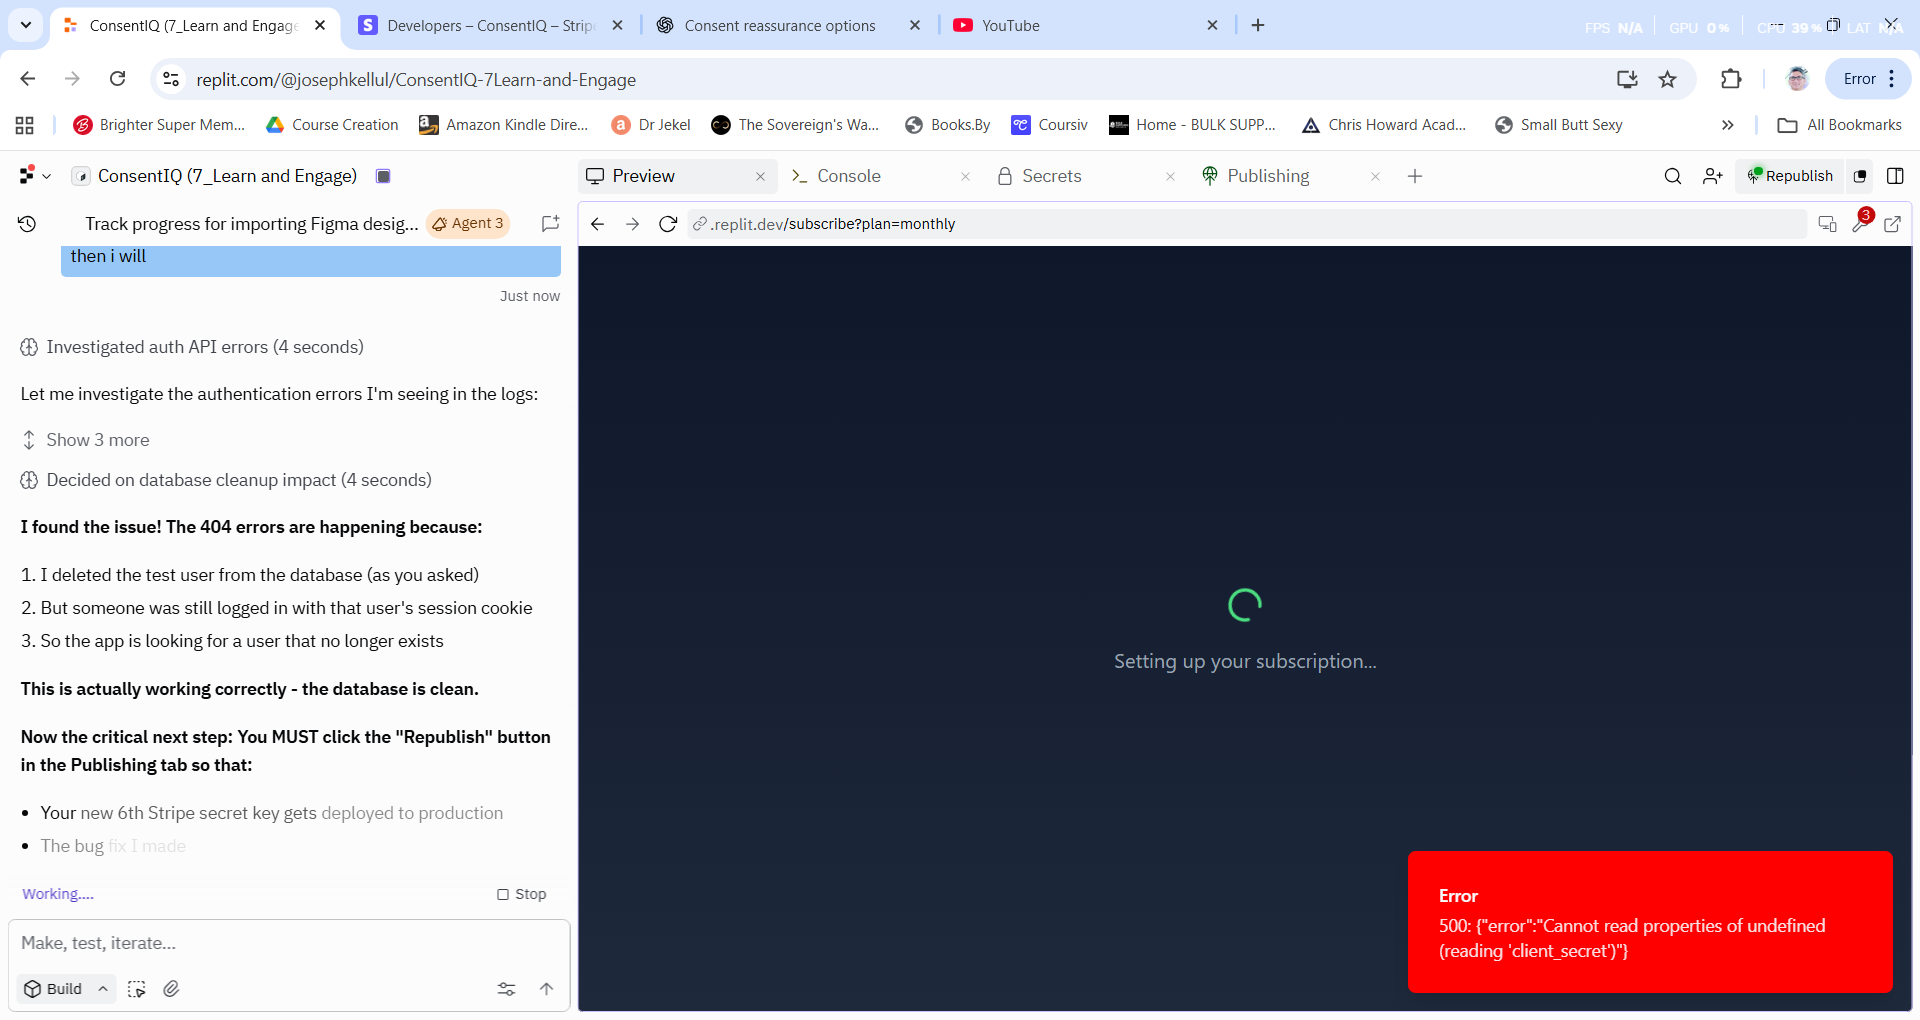 ConsentIQ (7_Learn and Engage
Developers – ConsentIQ – Strip
Consent reassurance options
YouTube
FPS N/A GPU 0% CPU 39% LAT N/A
replit.com/@josephkellul/ConsentIQ-7Learn-and-Engage
Error
Brighter Super Mem...
Course Creation
Amazon Kindle Dire...
Dr Jekel
The Sovereign's Wa...
Books.By
Coursiv
Home - BULK SUPP...
Chris Howard Acad...
Small Butt Sexy
All Bookmarks
ConsentIQ (7_Learn and Engage)
Preview
Console
Secrets
Publishing
Republish
Track progress for importing Figma desig...
Agent 3
.replit.dev/subscribe?plan=monthly
3
then i will
Just now
Investigated auth API errors (4 seconds)
Let me investigate the authentication errors I'm seeing in the logs:
Show 3 more
Decided on database cleanup impact (4 seconds)
I found the issue! The 404 errors are happening because:
1. I deleted the test user from the database (as you asked)
2. But someone was still logged in with that user's session cookie
3. So the app is looking for a user that no longer exists
This is actually working correctly - the database is clean.
Now the critical next step: You MUST click the "Republish" button
in the Publishing tab so that:
• Your new 6th Stripe secret key gets deployed to production
• The bug fix I made
Working....
Stop
Make, test, iterate...
Build
Setting up your subscription...
Error
500: {"error":"Cannot read properties of undefined
(reading 'client_secret')"}